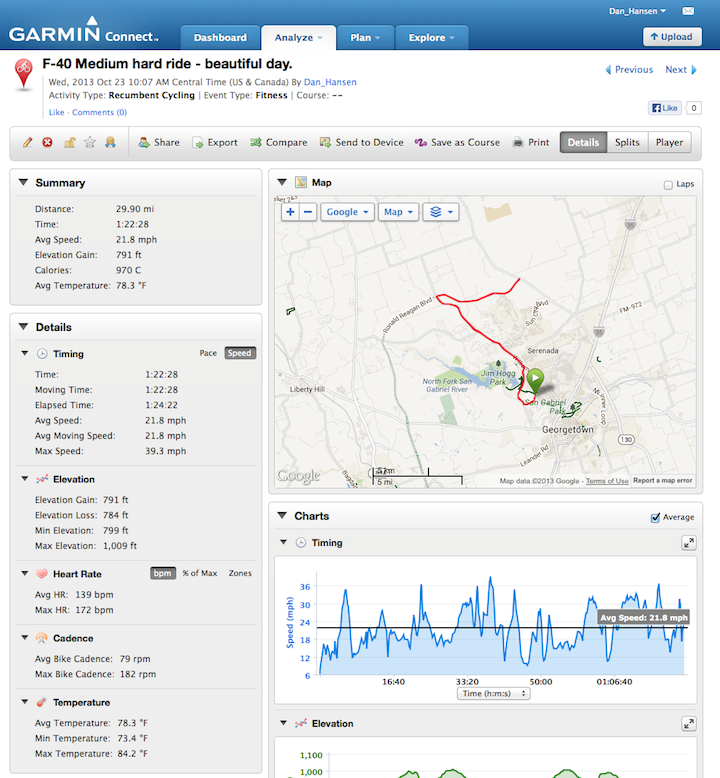 Dan_Hansen
GARMIN Connect™
Dashboard Analyze Plan Explore
Upload
F-40 Medium hard ride - beautiful day.
Wed, 2013 Oct 23 10:07 AM Central Time (US & Canada) By Dan_Hansen
Activity Type: Recumbent Cycling | Event Type: Fitness | Course: --
Like · Comments (0)
Previous Next
Like 0
Share Export Compare Send to Device Save as Course Print Details Splits Player
Summary
Distance: 29.90 mi
Time: 1:22:28
Avg Speed: 21.8 mph
Elevation Gain: 791 ft
Calories: 970 C
Avg Temperature: 78.3 °F
Details
Timing Pace Speed
Time: 1:22:28
Moving Time: 1:22:28
Elapsed Time: 1:24:22
Avg Speed: 21.8 mph
Avg Moving Speed: 21.8 mph
Max Speed: 39.3 mph
Elevation
Elevation Gain: 791 ft
Elevation Loss: 784 ft
Min Elevation: 799 ft
Max Elevation: 1,009 ft
Heart Rate bpm % of Max Zones
Avg HR: 139 bpm
Max HR: 172 bpm
Cadence
Avg Bike Cadence: 79 rpm
Max Bike Cadence: 182 rpm
Temperature
Avg Temperature: 78.3 °F
Min Temperature: 73.4 °F
Max Temperature: 84.2 °F
Map Laps
Google Map
Ronald Reagan Blvd
Sun City Blvd
FM-972
Serenada
Jim Hogg
Park
North Fork San
Gabriel River
Liberty Hill
San Gabriel
Park
Georgetown
130
Leander Rd
Google
5 km
5 mi
Map data ©2013 Google - Terms of Use Report a map error
Charts Average
Timing
Speed (mph)
36
30
24
18
12
6
Avg Speed: 21.8 mph
16:40 33:20 50:00 01:06:40
Time (h:m:s)
Elevation
1,100
1,000